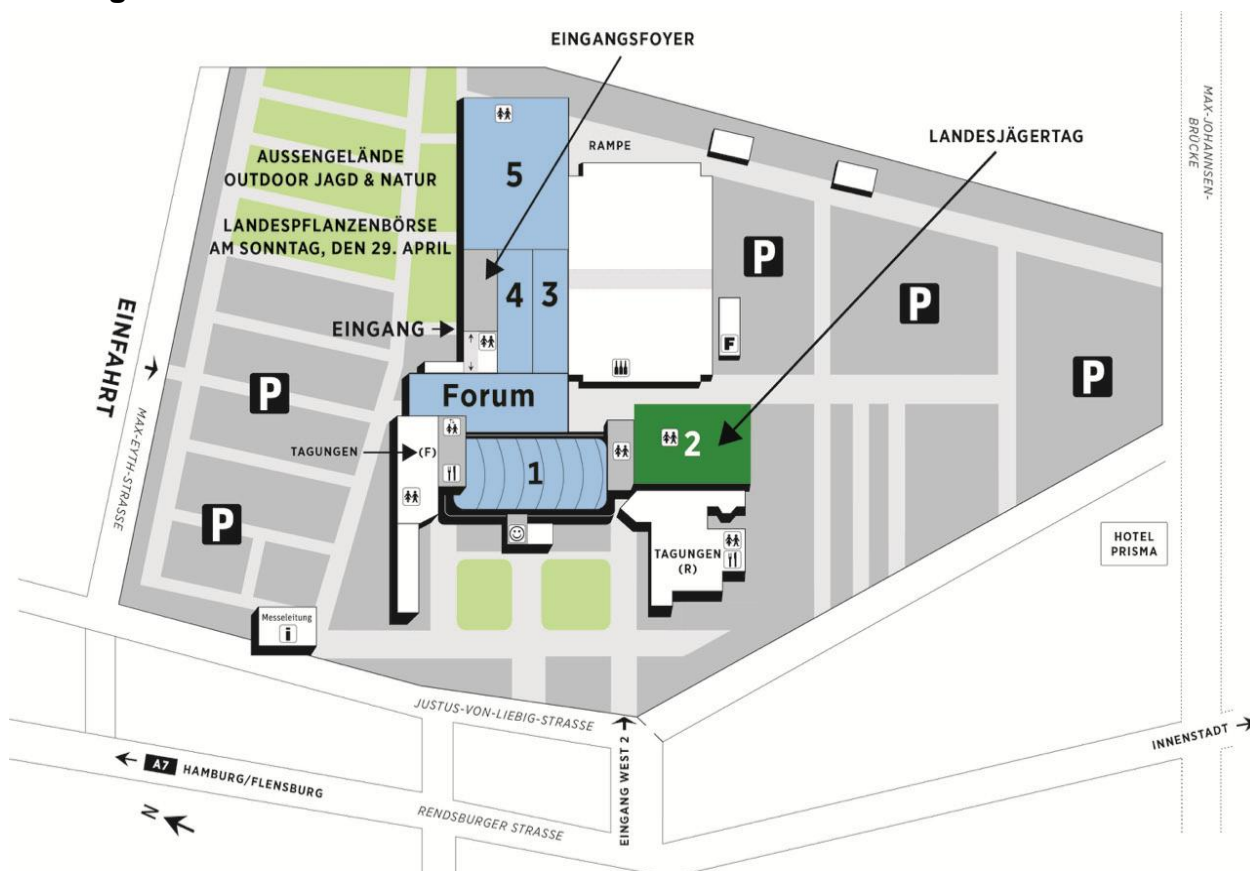 EINGANGSFOYER
LANDESJÄGERTAG
RAMPE
MAX-JOHANNSEN-
BRÜCKE
AUSSENGELÄNDE
OUTDOOR JAGD & NATUR
LANDESPFLANZENBÖRSE
AM SONNTAG, DEN 29. APRIL
5
4
3
P
P
P
EINGANG
EINFAHRT
MAX-EYTH-STRASSE
P
P
F
Forum
TAGUNGEN
(F)
1
2
TAGUNGEN
(R)
HOTEL
PRISMA
Messeleitung
i
JUSTUS-VON-LIEBIG-STRASSE
EINGANG WEST 2
INNENSTADT
A7 HAMBURG/FLENSBURG
N
RENDSBURGER STRASSE